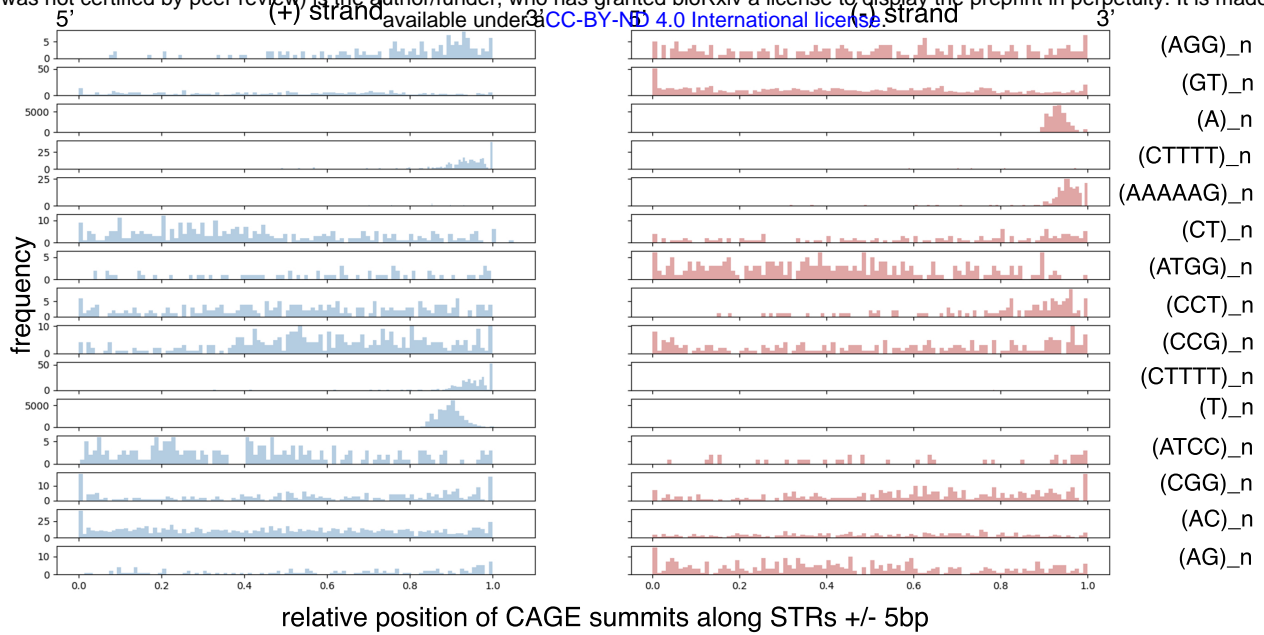 was not certified by peer review) is the author/funder, who has granted bioRxiv a license to display the preprint in perpetuity. It is made
available under aCC-BY-ND 4.0 International license.
5’ (+) strand 3’ 5’ (-) strand 3’
5 0 (AGG)_n
50 0 (GT)_n
5000 0 (A)_n
25 0 (CTTTT)_n
25 0 (AAAAAG)_n
10 5 0 (CT)_n
5 0 (ATGG)_n
5 0 (CCT)_n
10 5 0 (CCG)_n
50 0 (CTTTT)_n
5000 0 (T)_n
5 0 (ATCC)_n
10 0 (CGG)_n
25 0 (AC)_n
10 0 (AG)_n
frequency
0.0 0.2 0.4 0.6 0.8 1.0 0.0 0.2 0.4 0.6 0.8 1.0
relative position of CAGE summits along STRs +/- 5bp